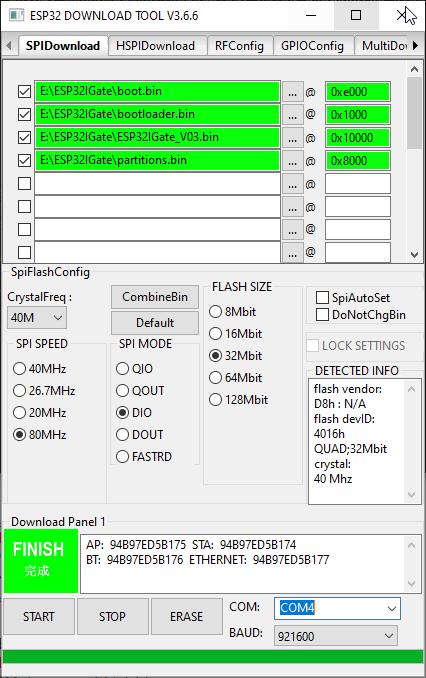 ESP32 DOWNLOAD TOOL V3.6.6
SPIDownload HSPIDownload RFConfig GPIOConfig MultiDow
E:\ESP32IGate\boot.bin ... @ 0xe000
E:\ESP32IGate\bootloader.bin ... @ 0x1000
E:\ESP32IGate\ESP32IGate_V03.bin ... @ 0x10000
E:\ESP32IGate\partitions.bin ... @ 0x8000
... @
... @
... @
... @
SpiFlashConfig
CrystalFreq :
40M
CombineBin
Default
SPI SPEED
40MHz
26.7MHz
20MHz
80MHz
SPI MODE
QIO
QOUT
DIO
DOUT
FASTRD
FLASH SIZE
8Mbit
16Mbit
32Mbit
64Mbit
128Mbit
SpiAutoSet
DoNotChgBin
LOCK SETTINGS
DETECTED INFO
flash vendor:
D8h : N/A
flash devID:
4016h
QUAD;32Mbit
crystal:
40 Mhz
Download Panel 1
FINISH
完成
AP: 94B97ED5B175 STA: 94B97ED5B174
BT: 94B97ED5B176 ETHERNET: 94B97ED5B177
START STOP ERASE
COM: COM4
BAUD: 921600